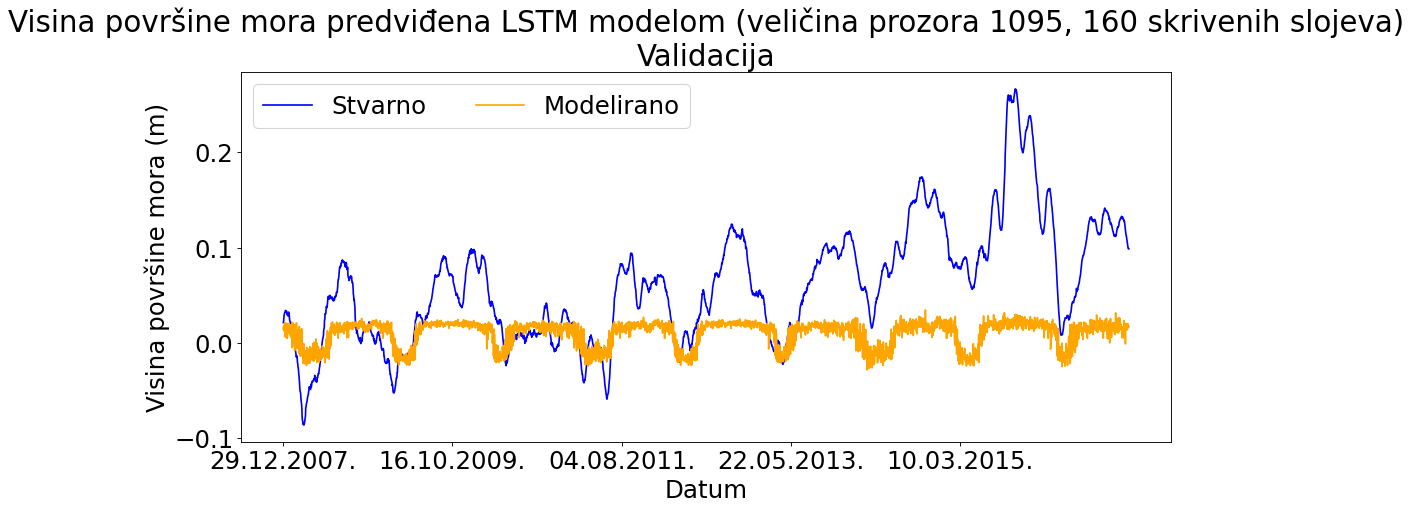 Visina površine mora predviđena LSTM modelom (veličina prozora 1095, 160 skrivenih slojeva)
Validacija
Stvarno Modelirano
Visina površine mora (m)
0.2
0.1
0.0
−0.1
29.12.2007. 16.10.2009. 04.08.2011. 22.05.2013. 10.03.2015.
Datum